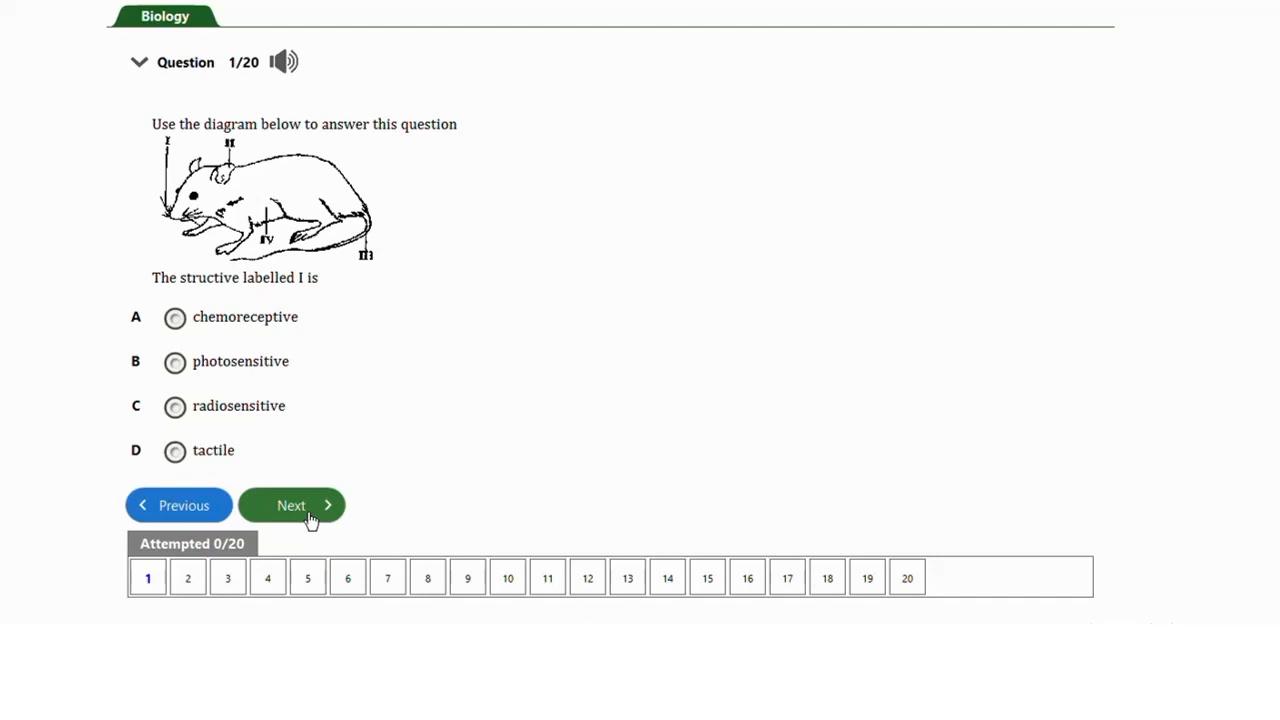 Biology
Question 1/20
Use the diagram below to answer this question
I
II
IV
III
The structive labelled I is
A chemoreceptive
B photosensitive
C radiosensitive
D tactile
Previous Next
Attempted 0/20
1 2 3 4 5 6 7 8 9 10 11 12 13 14 15 16 17 18 19 20